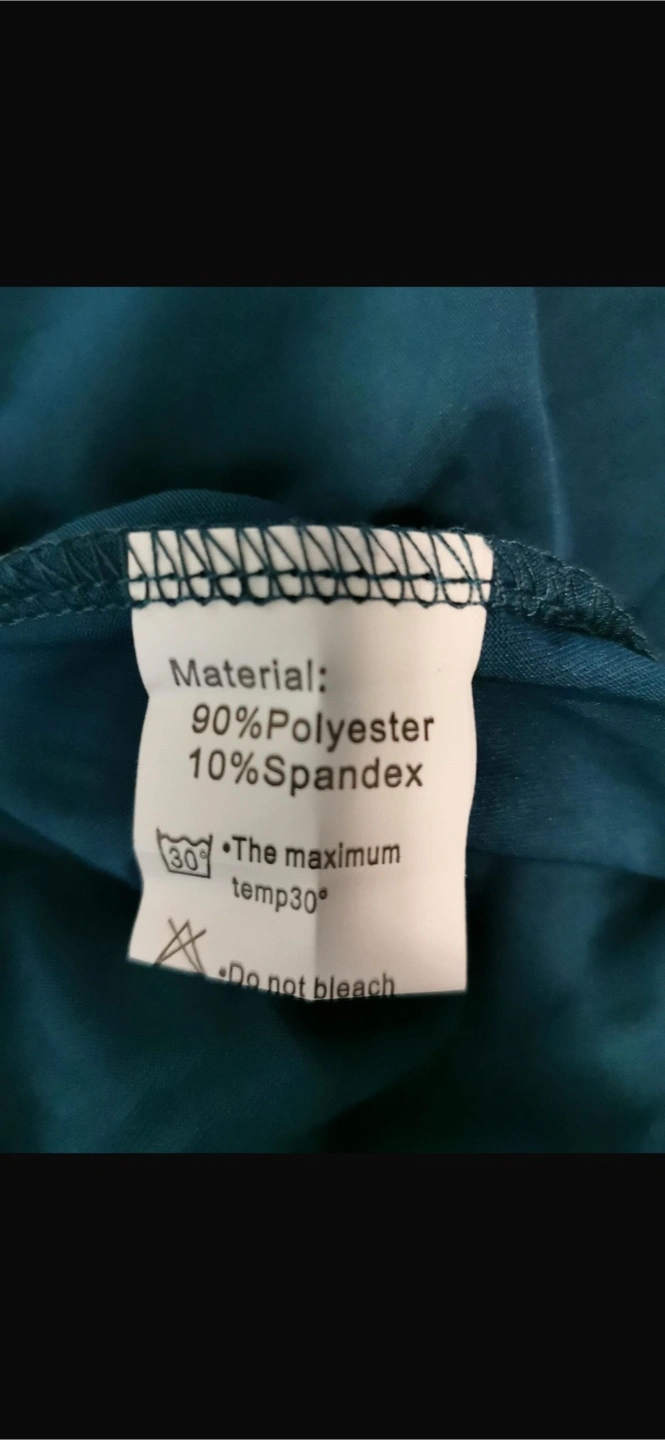 Material:
90%Polyester
10%Spandex
30° •The maximum
temp30°
•Do not bleach